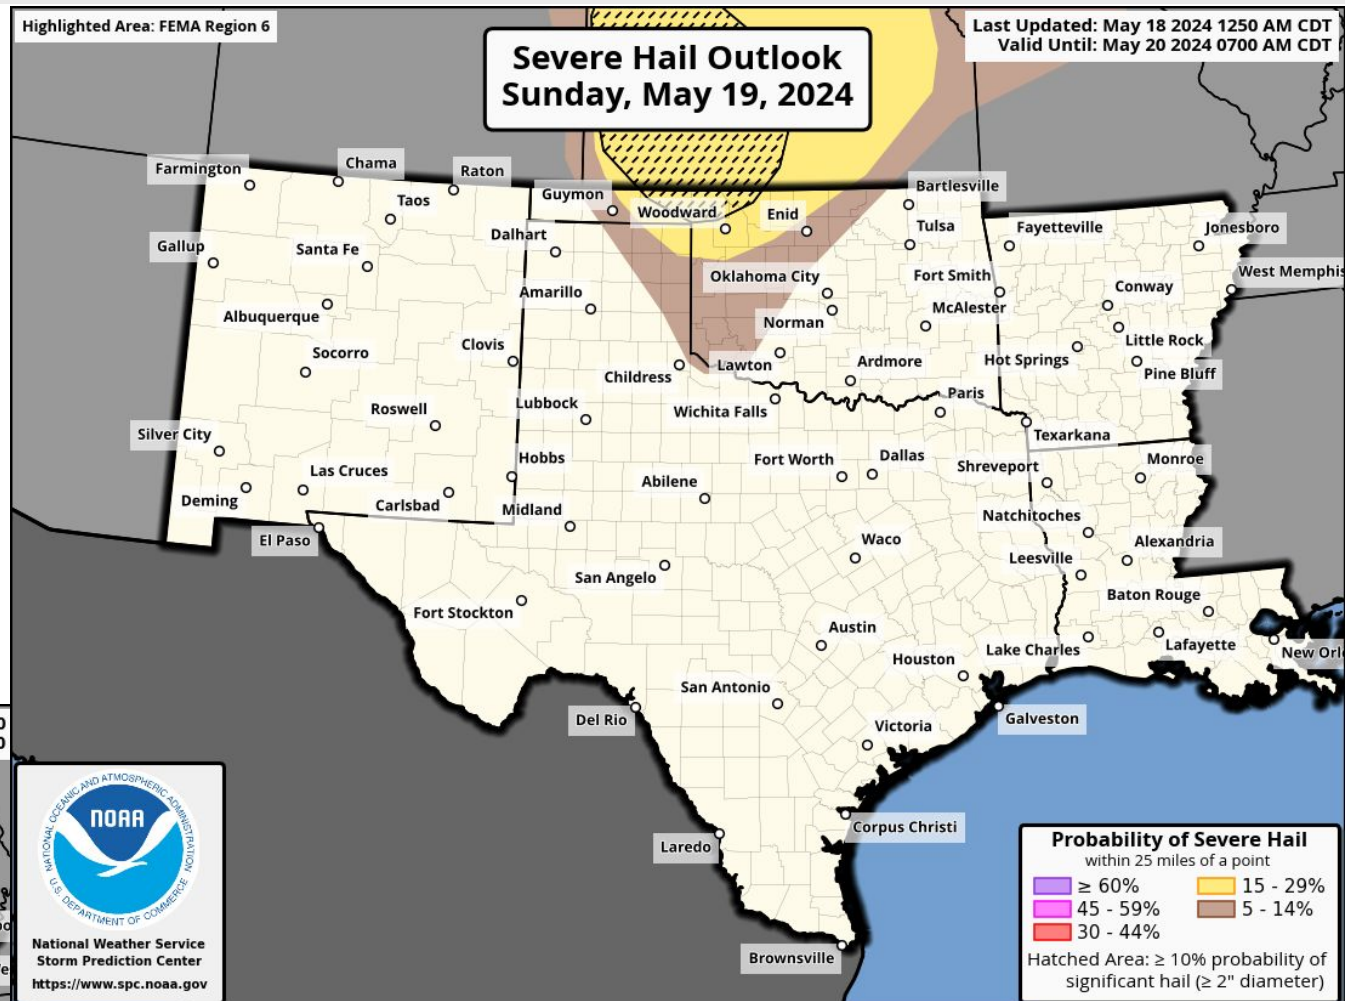 Highlighted Area: FEMA Region 6
Last Updated: May 18 2024 1250 AM CDT
Valid Until: May 20 2024 0700 AM CDT
Severe Hail Outlook
Sunday, May 19, 2024
Farmington
Chama
Raton
Guymon
Bartlesville
Taos
Woodward
Enid
Tulsa
Fayetteville
Jonesboro
Gallup
Santa Fe
Dalhart
Oklahoma City
Fort Smith
West Memphis
Albuquerque
Amarillo
Norman
McAlester
Conway
Socorro
Clovis
Childress
Lawton
Ardmore
Hot Springs
Little Rock
Pine Bluff
Roswell
Lubbock
Wichita Falls
Paris
Silver City
Texarkana
Las Cruces
Hobbs
Fort Worth
Dallas
Shreveport
Monroe
Deming
Carlsbad
Midland
Abilene
Natchitoches
El Paso
San Angelo
Waco
Leesville
Alexandria
Fort Stockton
Baton Rouge
Austin
Houston
Lake Charles
Lafayette
New Orl
San Antonio
Del Rio
Victoria
Galveston
Laredo
Corpus Christi
Brownsville
NATIONAL OCEANIC AND ATMOSPHERIC ADMINISTRATION
NOAA
U.S. DEPARTMENT OF COMMERCE
National Weather Service
Storm Prediction Center
https://www.spc.noaa.gov
Probability of Severe Hail
within 25 miles of a point
≥ 60%
15 - 29%
45 - 59%
5 - 14%
30 - 44%
Hatched Area: ≥ 10% probability of
significant hail (≥ 2" diameter)